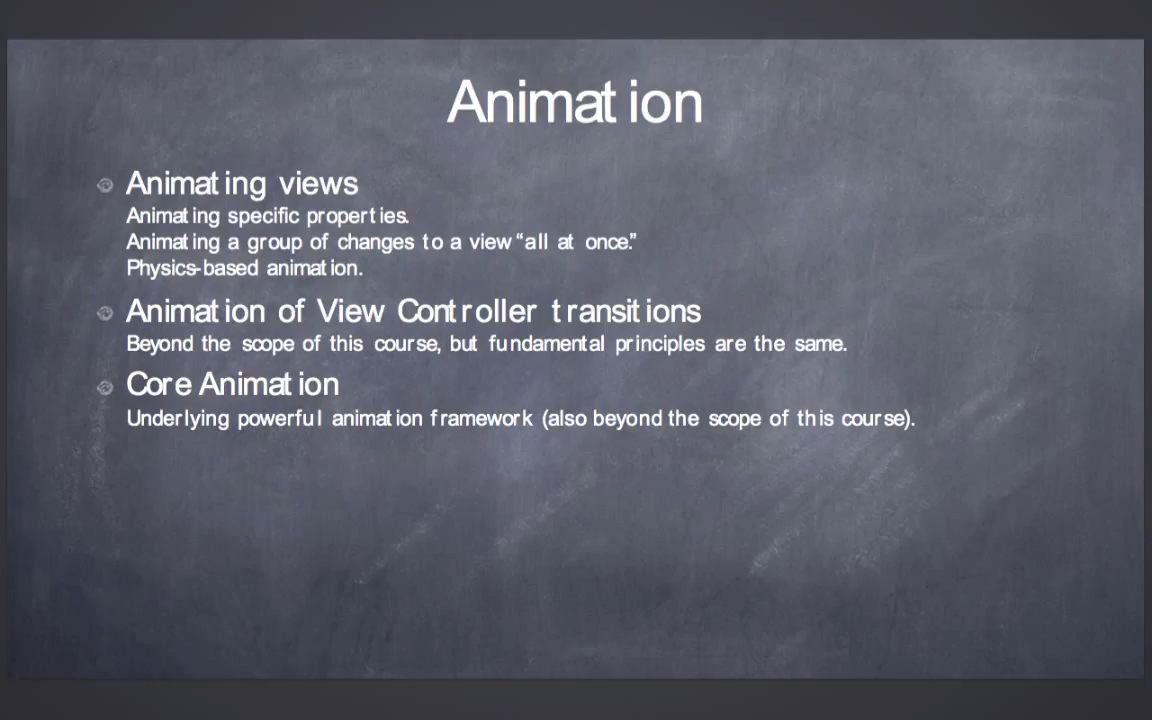 Animation
Animating views
Animating specific properties.
Animating a group of changes to a view “all at once.”
Physics-based animation.
Animation of View Controller transitions
Beyond the scope of this course, but fundamental principles are the same.
Core Animation
Underlying powerful animation framework (also beyond the scope of this course).